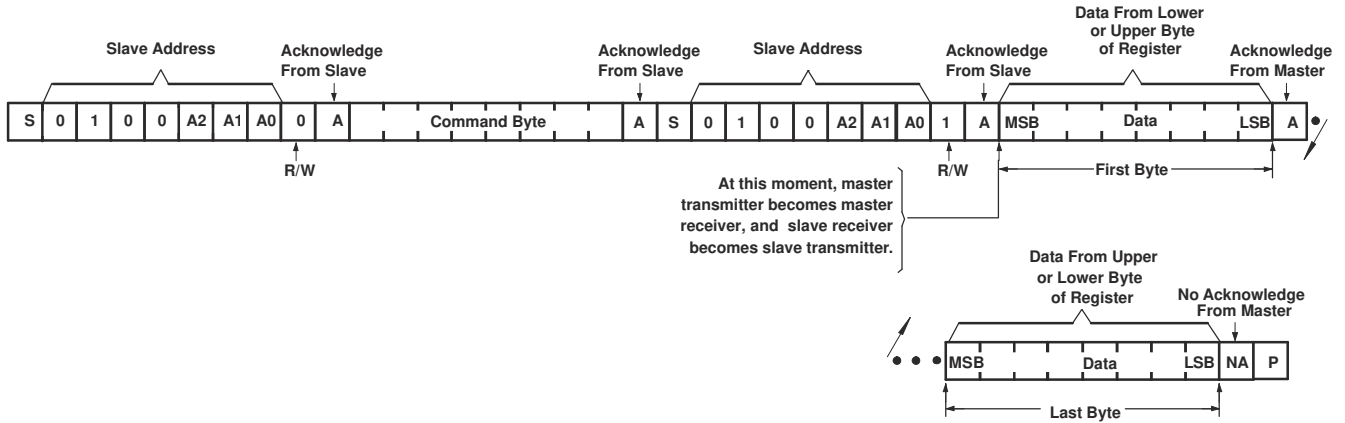 Slave Address
Acknowledge
From Slave
Acknowledge
From Slave
Slave Address
Acknowledge
From Slave
Data From Lower
or Upper Byte
of Register
Acknowledge
From Master
S 0 1 0 0 A2 A1 A0 0 A Command Byte A S 0 1 0 0 A2 A1 A0 1 A MSB Data LSB A
R/W
R/W
First Byte
At this moment, master
transmitter becomes master
receiver, and slave receiver
becomes slave transmitter.
Data From Upper
or Lower Byte
of Register
No Acknowledge
From Master
MSB Data LSB NA P
Last Byte